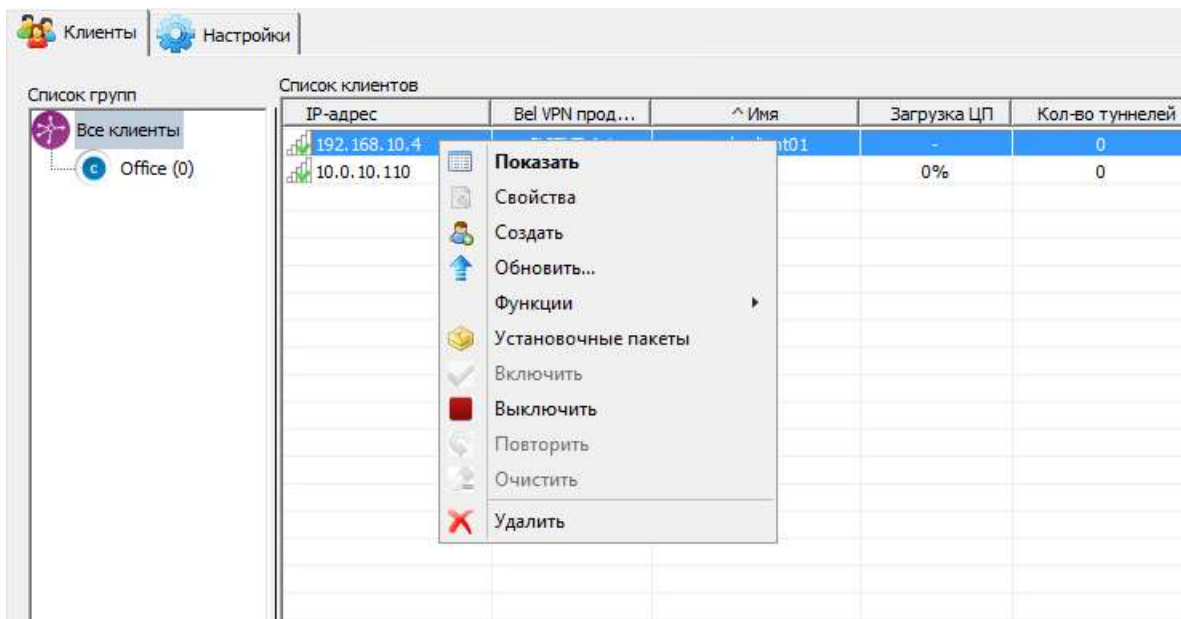 Клиенты
Настройки
Список групп
Список клиентов
IP-адрес
Bel VPN прод...
^ Имя
Загрузка ЦП
Кол-во туннелей
Все клиенты
Office (0)
192.168.10.4
-
0
10.0.10.110
0%
0
Показать
Свойства
Создать
Обновить...
Функции
Установочные пакеты
Включить
Выключить
Повторить
Очистить
Удалить